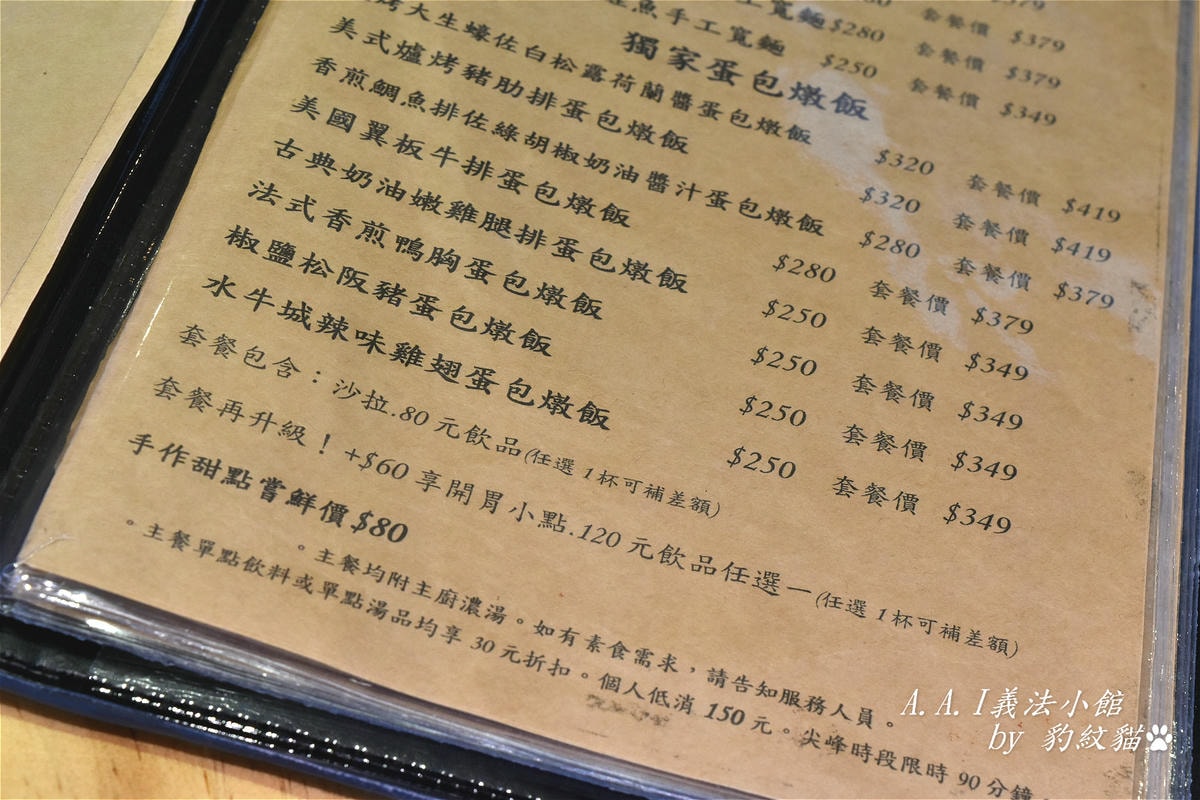 套餐價 $379
工寬麵 $280 套餐價 $379
魚手工寬麵 $250 套餐價 $349
獨家蛋包燉飯
烤大生蠔佐白松露荷蘭醬蛋包燉飯 $320 套餐價 $419
美式爐烤豬肋排蛋包燉飯 $320 套餐價 $419
香煎鯛魚排佐綠胡椒奶油醬汁蛋包燉飯 $280 套餐價 $379
美國翼板牛排蛋包燉飯 $280 套餐價 $379
古典奶油嫩雞腿排蛋包燉飯 $250 套餐價 $349
法式香煎鴨胸蛋包燉飯 $250 套餐價 $349
椒鹽松阪豬蛋包燉飯 $250 套餐價 $349
水牛城辣味雞翅蛋包燉飯 $250 套餐價 $349
套餐包含：沙拉.80 元飲品(任選 1 杯可補差額)
套餐再升級！+$60 享開胃小點.120 元飲品任選一(任選 1 杯可補差額)
手作甜點嘗鮮價 $80
。主餐均附主廚濃湯。如有素食需求，請告知服務人員。
。主餐單點飲料或單點湯品均享 30 元折扣。個人低消 150 元。尖峰時段限時 90 分鐘
A.A.I義法小館
by 豹紋貓